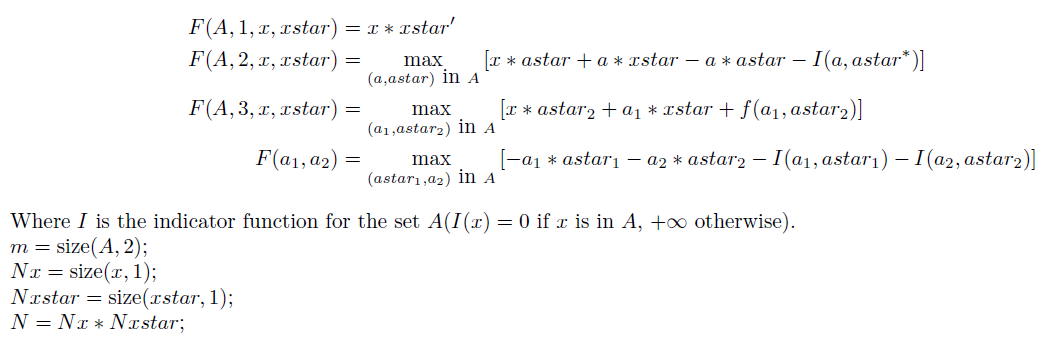 F(A, 1, x, xstar) = x ∗ xstar′
F(A, 2, x, xstar) = max_{(a,astar) in A} [x ∗ astar + a ∗ xstar − a ∗ astar − I(a, astar*)]
F(A, 3, x, xstar) = max_{(a₁,astar₂) in A} [x ∗ astar₂ + a₁ ∗ xstar + f(a₁, astar₂)]
F(a₁, a₂) = max_{(astar₁,a₂) in A} [−a₁ ∗ astar₁ − a₂ ∗ astar₂ − I(a₁, astar₁) − I(a₂, astar₂)]
Where I is the indicator function for the set A(I(x) = 0 if x is in A, +∞ otherwise).
m = size(A, 2);
Nx = size(x, 1);
Nxstar = size(xstar, 1);
N = Nx ∗ Nxstar;